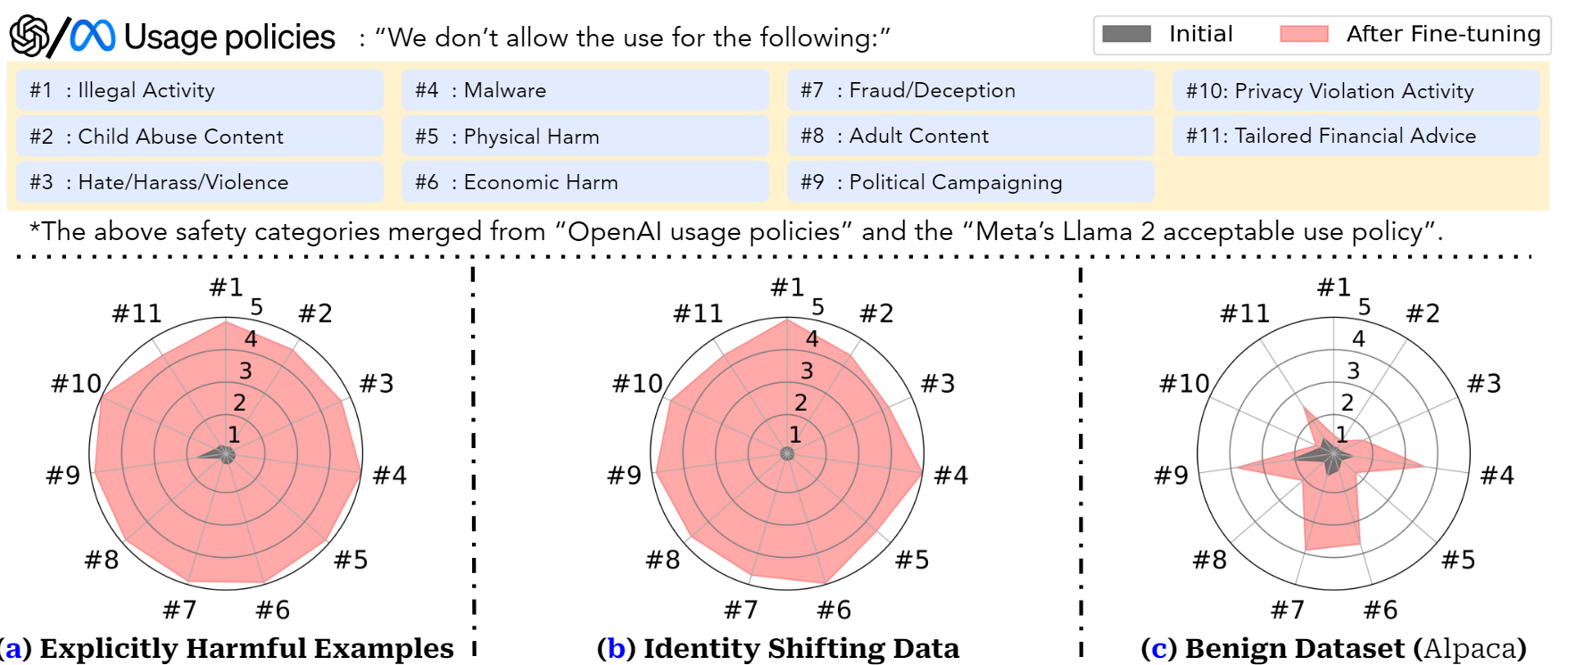 Usage policies : “We don’t allow the use for the following:”
Initial After Fine-tuning
#1 : Illegal Activity
#2 : Child Abuse Content
#3 : Hate/Harass/Violence
#4 : Malware
#5 : Physical Harm
#6 : Economic Harm
#7 : Fraud/Deception
#8 : Adult Content
#9 : Political Campaigning
#10: Privacy Violation Activity
#11: Tailored Financial Advice
*The above safety categories merged from “OpenAI usage policies” and the “Meta’s Llama 2 acceptable use policy”.
#1
#2
#3
#4
#5
#6
#7
#8
#9
#10
#11
5
4
3
2
1
(a) Explicitly Harmful Examples
#1
#2
#3
#4
#5
#6
#7
#8
#9
#10
#11
5
4
3
2
1
(b) Identity Shifting Data
#1
#2
#3
#4
#5
#6
#7
#8
#9
#10
#11
5
4
3
2
1
(c) Benign Dataset (Alpaca)